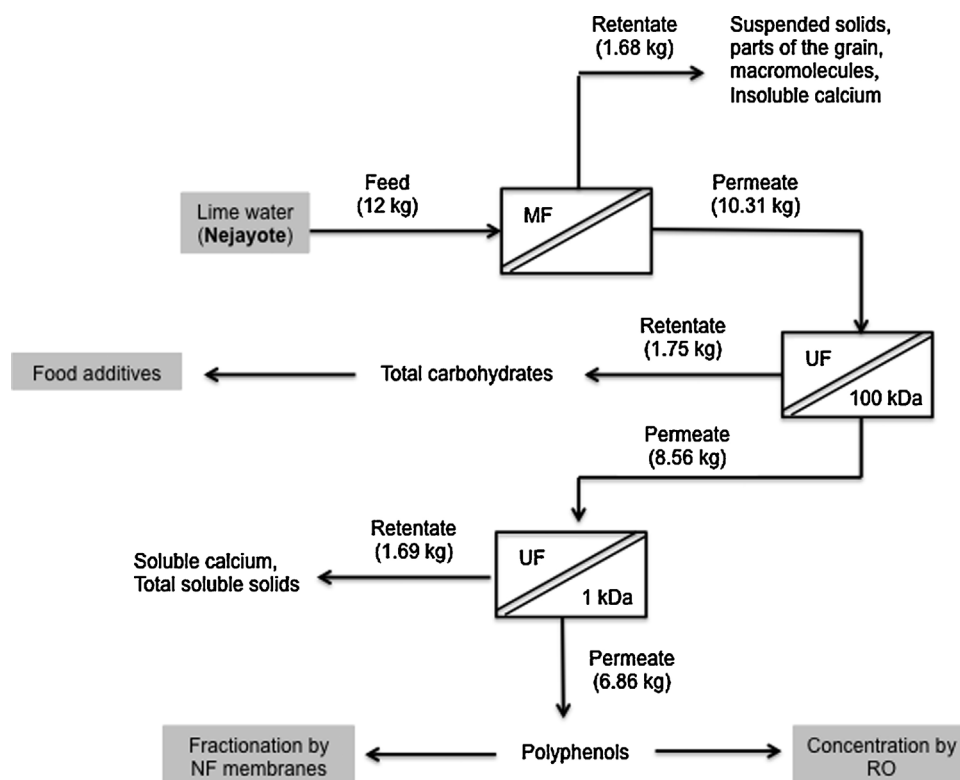 Retentate
(1.68 kg)
Suspended solids,
parts of the grain,
macromolecules,
Insoluble calcium
Lime water
(Nejayote)
Feed
(12 kg)
MF
Permeate
(10.31 kg)
Food additives
Total carbohydrates
Retentate
(1.75 kg)
UF
100 kDa
Permeate
(8.56 kg)
Soluble calcium,
Total soluble solids
Retentate
(1.69 kg)
UF
1 kDa
Permeate
(6.86 kg)
Fractionation by
NF membranes
Polyphenols
Concentration by
RO